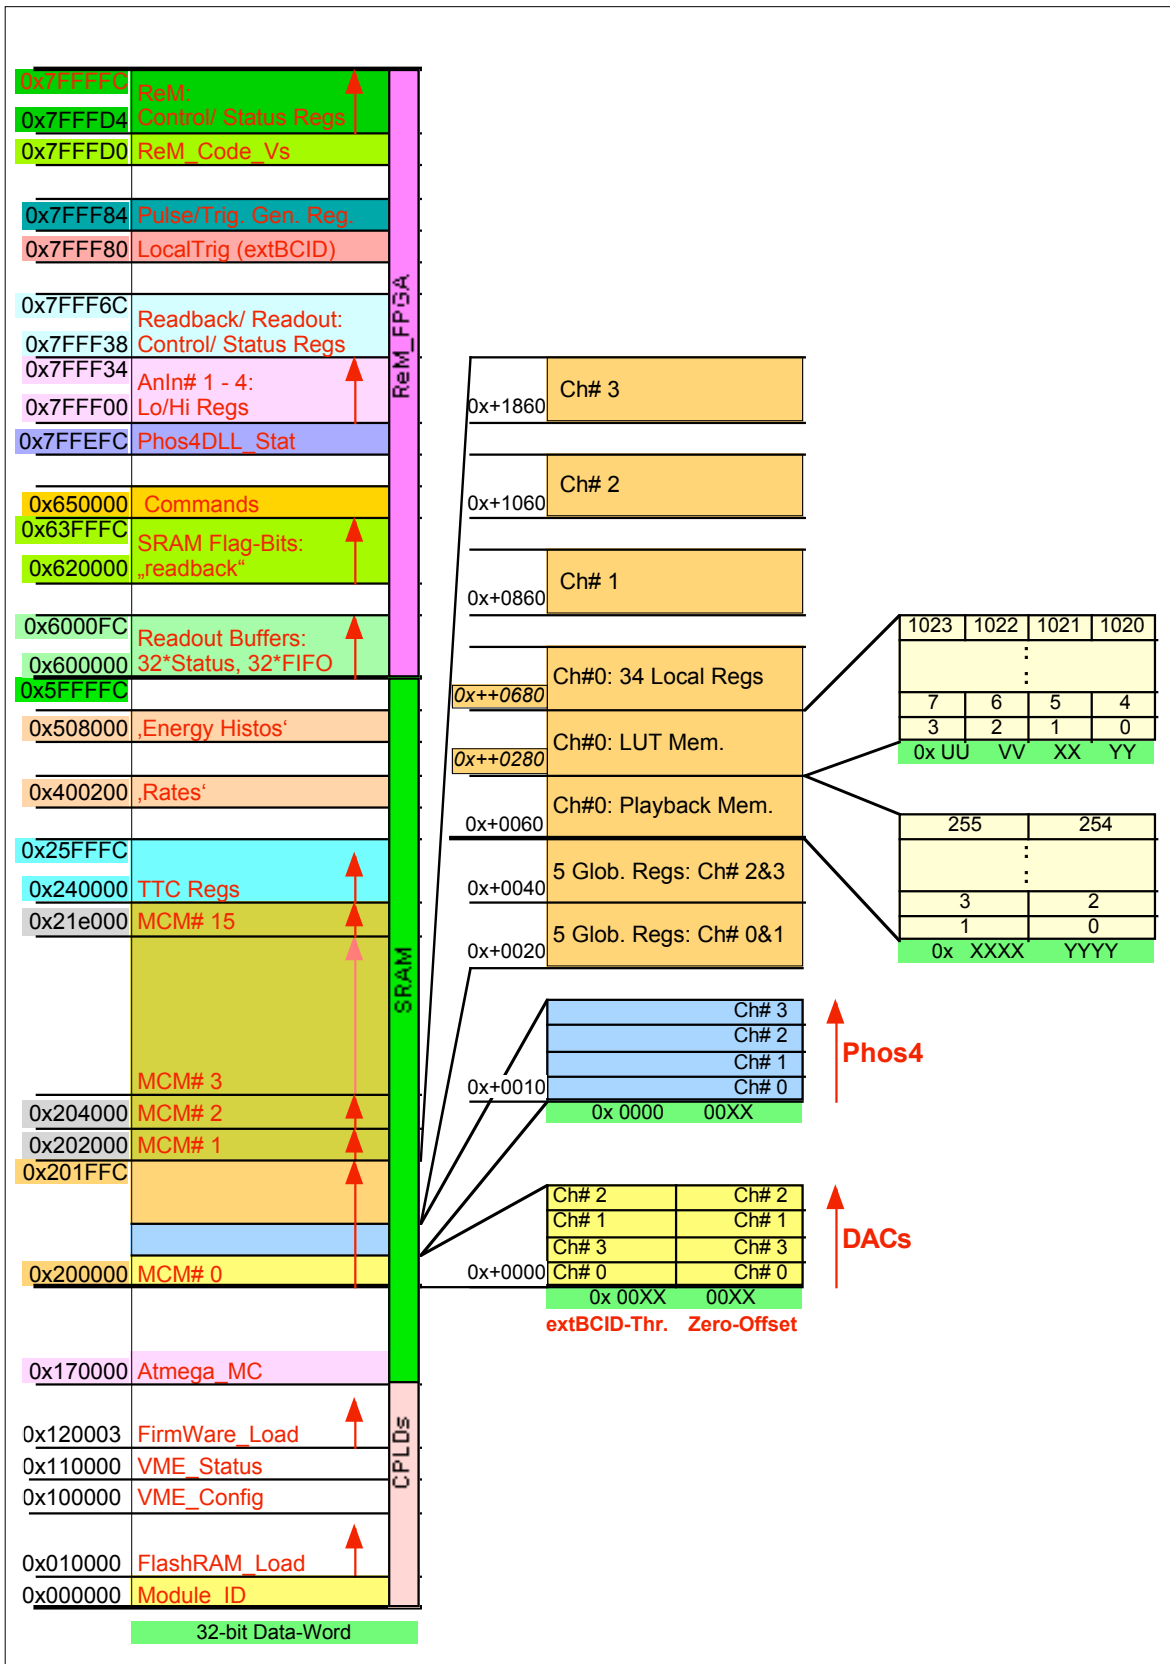 0x7FFFFC
ReM:
0x7FFFD4 Control/ Status Regs
0x7FFFD0 ReM_Code_Vs
0x7FFF84 Pulse/Trig. Gen. Reg.
0x7FFF80 LocalTrig (extBCID)
0x7FFF6C
Readback/ Readout:
0x7FFF38 Control/ Status Regs
0x7FFF34
AnIn# 1 - 4:
0x7FFF00 Lo/Hi Regs
0x7FFEFC Phos4DLL_Stat
0x650000 Commands
0x63FFFC
SRAM Flag-Bits:
0x620000 „readback“
0x6000FC
Readout Buffers:
0x600000 32*Status, 32*FIFO
0x5FFFFC
0x508000 ‚Energy Histos‘
0x400200 ‚Rates‘
0x25FFFC
0x240000 TTC Regs
0x21e000 MCM# 15
MCM# 3
0x204000 MCM# 2
0x202000 MCM# 1
0x201FFC
0x200000 MCM# 0
0x170000 Atmega_MC
0x120003 FirmWare_Load
0x110000 VME_Status
0x100000 VME_Config
0x010000 FlashRAM_Load
0x000000 Module_ID
32-bit Data-Word
ReM_FPGA
SRAM
CPLDs
Ch# 3
0x+1860
Ch# 2
0x+1060
Ch# 1
0x+0860
Ch#0: 34 Local Regs
0x++0680
Ch#0: LUT Mem.
0x++0280
Ch#0: Playback Mem.
0x+0060
5 Glob. Regs: Ch# 2&3
0x+0040
5 Glob. Regs: Ch# 0&1
0x+0020
1023 1022 1021 1020
:
:
7 6 5 4
3 2 1 0
0x UU VV XX YY
255 254
:
:
3 2
1 0
0x XXXX YYYY
Ch# 3
Ch# 2
Ch# 1
0x+0010 Ch# 0
0x 0000 00XX
Phos4
Ch# 2 Ch# 2
Ch# 1 Ch# 1
Ch# 3 Ch# 3
0x+0000 Ch# 0 Ch# 0
0x 00XX 00XX
extBCID-Thr. Zero-Offset
DACs